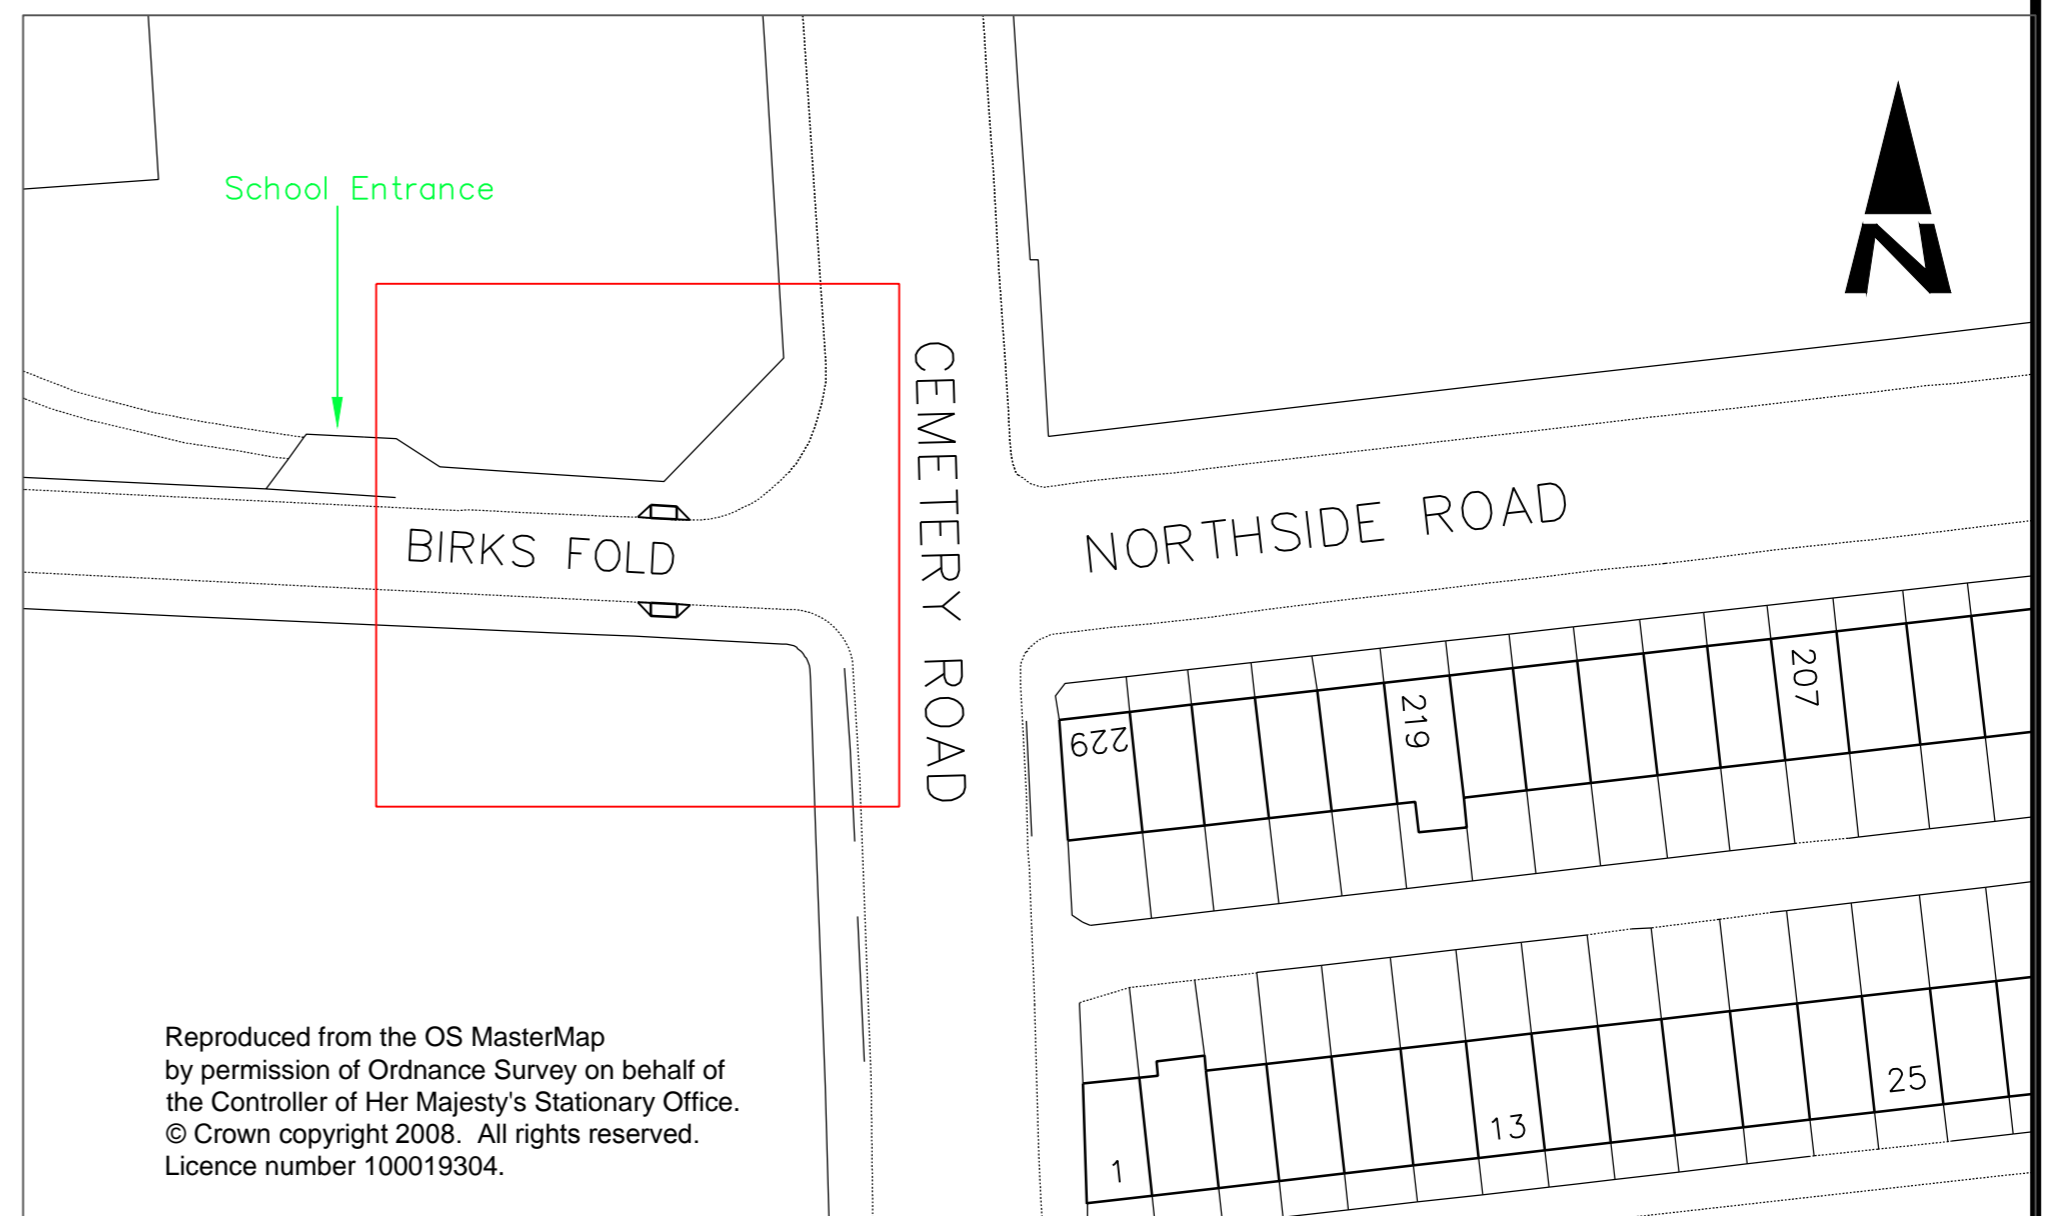 School Entrance
N
CEMETERY ROAD
BIRKS FOLD
NORTHSIDE ROAD
229
219
207
1
13
25
Reproduced from the OS MasterMap
by permission of Ordnance Survey on behalf of
the Controller of Her Majesty's Stationary Office.
© Crown copyright 2008. All rights reserved.
Licence number 100019304.